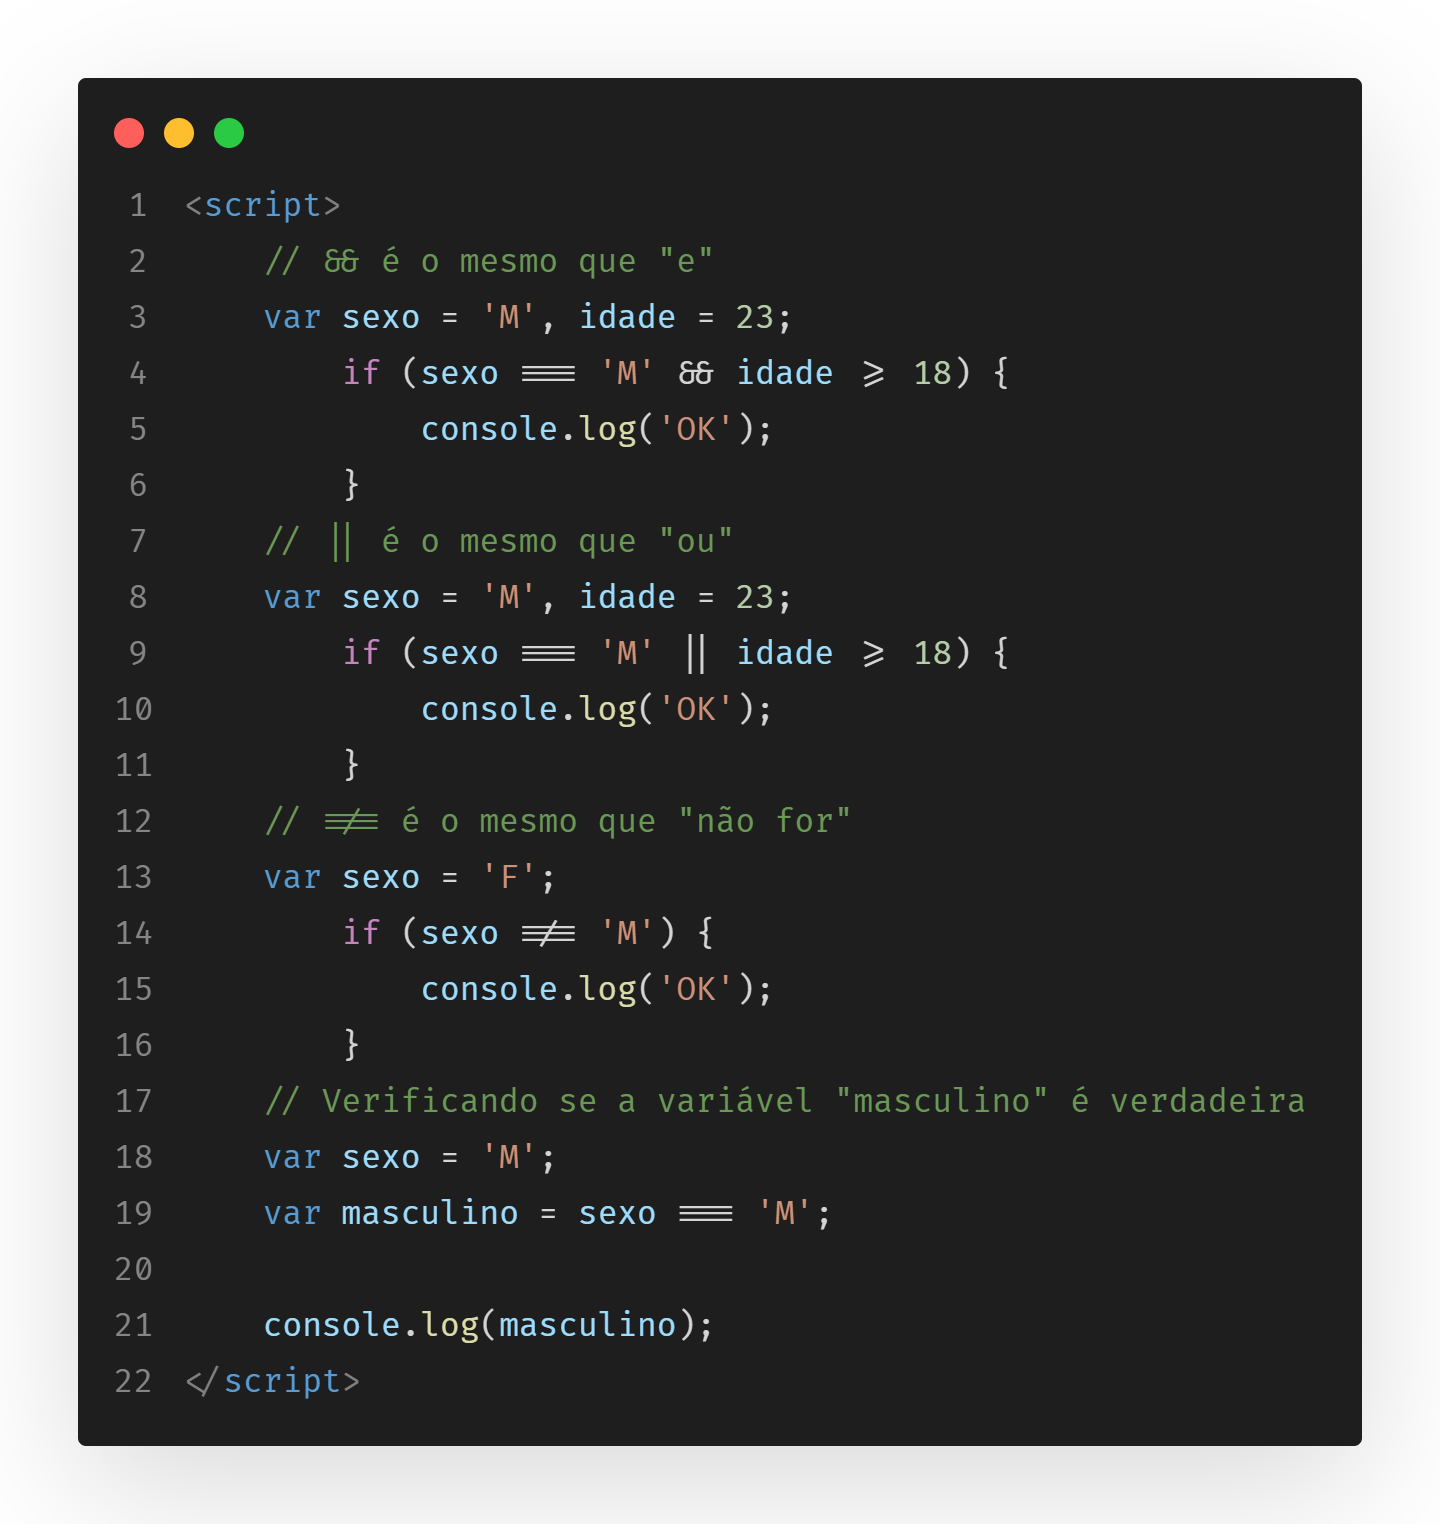 1 <script>
2     // && é o mesmo que "e"
3     var sexo = 'M', idade = 23;
4         if (sexo === 'M' && idade >= 18) {
5             console.log('OK');
6         }
7     // || é o mesmo que "ou"
8     var sexo = 'M', idade = 23;
9         if (sexo === 'M' || idade >= 18) {
10             console.log('OK');
11         }
12     // !== é o mesmo que "não for"
13     var sexo = 'F';
14         if (sexo !== 'M') {
15             console.log('OK');
16         }
17     // Verificando se a variável "masculino" é verdadeira
18     var sexo = 'M';
19     var masculino = sexo === 'M';
20
21     console.log(masculino);
22 </script>